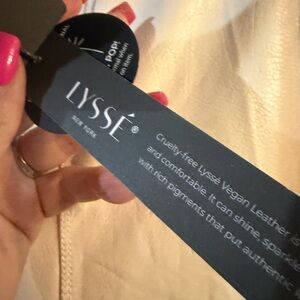 POP!
LYSSÉ®
NEW YORK
Cruelty-free Lyssé Vegan Leather
and comfortable. It can shine, sparkle
with rich pigments that put authentic